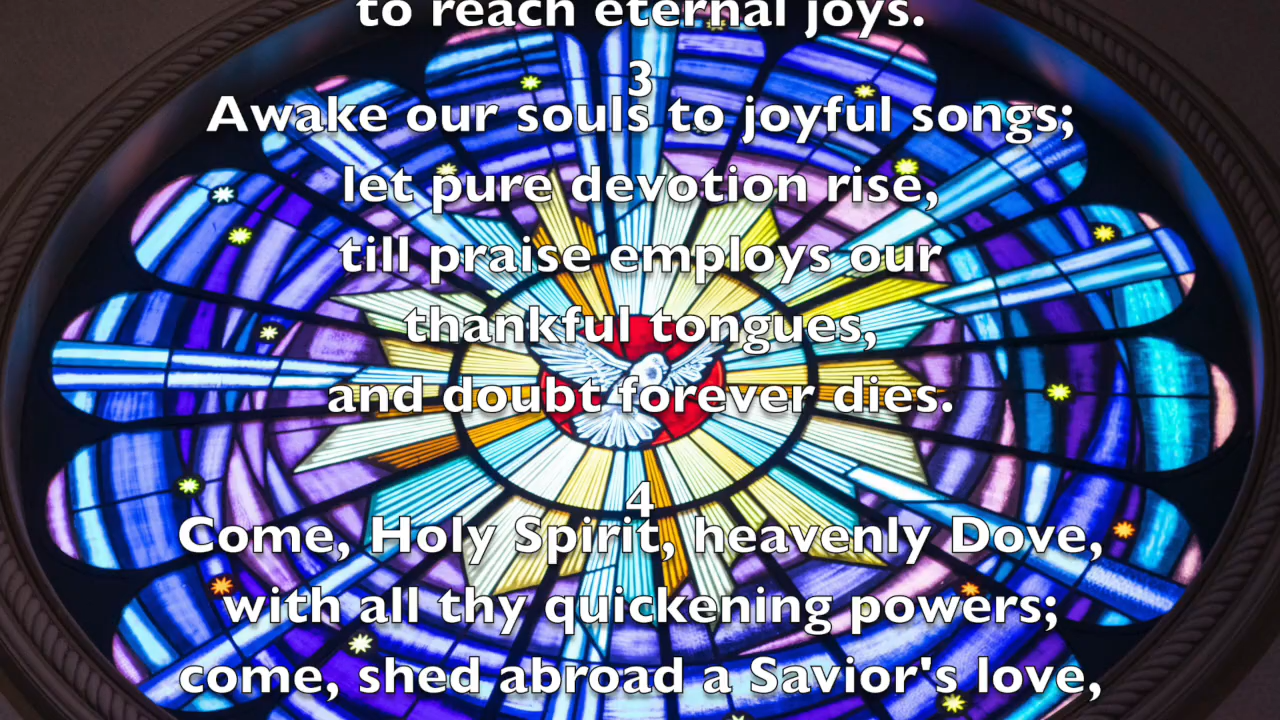 to reach eternal joys.
3
Awake our souls to joyful songs;
let pure devotion rise,
till praise employs our
thankful tongues,
and doubt forever dies.
4
Come, Holy Spirit, heavenly Dove,
with all thy quickening powers;
come, shed abroad a Savior's love,